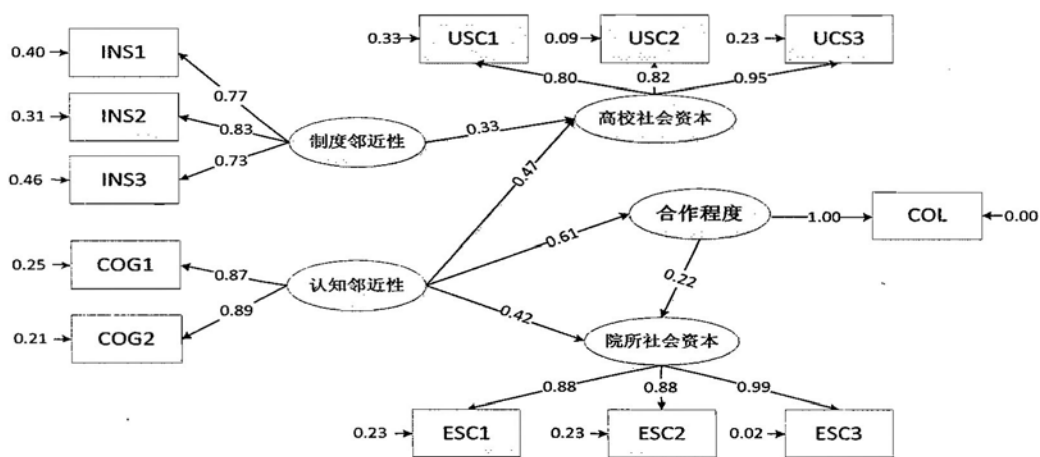 0.33 USC1 0.09 USC2 0.23 UCS3
0.40 INS1
0.80 0.82 0.95
0.77
0.31 INS2
0.83 制度邻近性 0.33 高校社会资本
0.73
0.46 INS3
0.47
合作程度 1.00 COL 0.00
0.61
0.25 COG1
0.87 认知邻近性
0.22
0.89
0.42
0.21 COG2
院所社会资本
0.88 0.88 0.99
0.23 ESC1 0.23 ESC2 0.02 ESC3